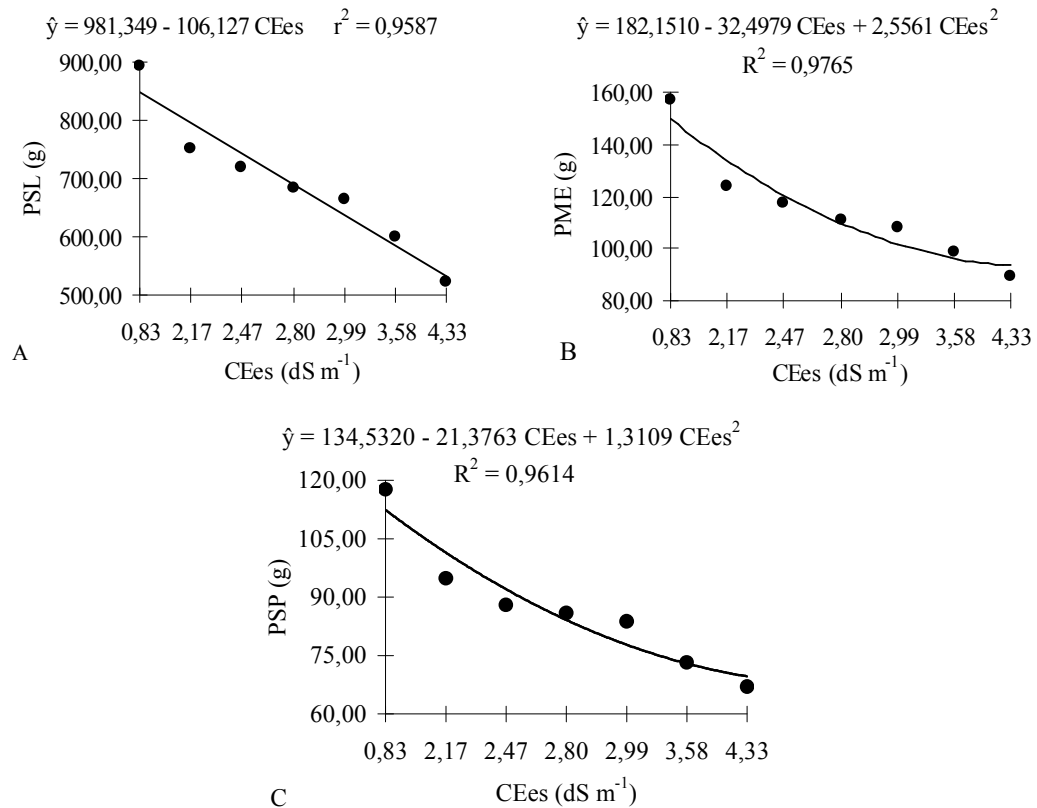 ŷ = 981,349 - 106,127 CEes r² = 0,9587
900,00
800,00
700,00
600,00
500,00
PSL (g)
0,83 2,17 2,47 2,80 2,99 3,58 4,33
CEes (dS m⁻¹)
A
ŷ = 182,1510 - 32,4979 CEes + 2,5561 CEes²
R² = 0,9765
160,00
140,00
120,00
100,00
80,00
PME (g)
0,83 2,17 2,47 2,80 2,99 3,58 4,33
CEes (dS m⁻¹)
B
ŷ = 134,5320 - 21,3763 CEes + 1,3109 CEes²
R² = 0,9614
120,00
105,00
90,00
75,00
60,00
PSP (g)
0,83 2,17 2,47 2,80 2,99 3,58 4,33
CEes (dS m⁻¹)
C